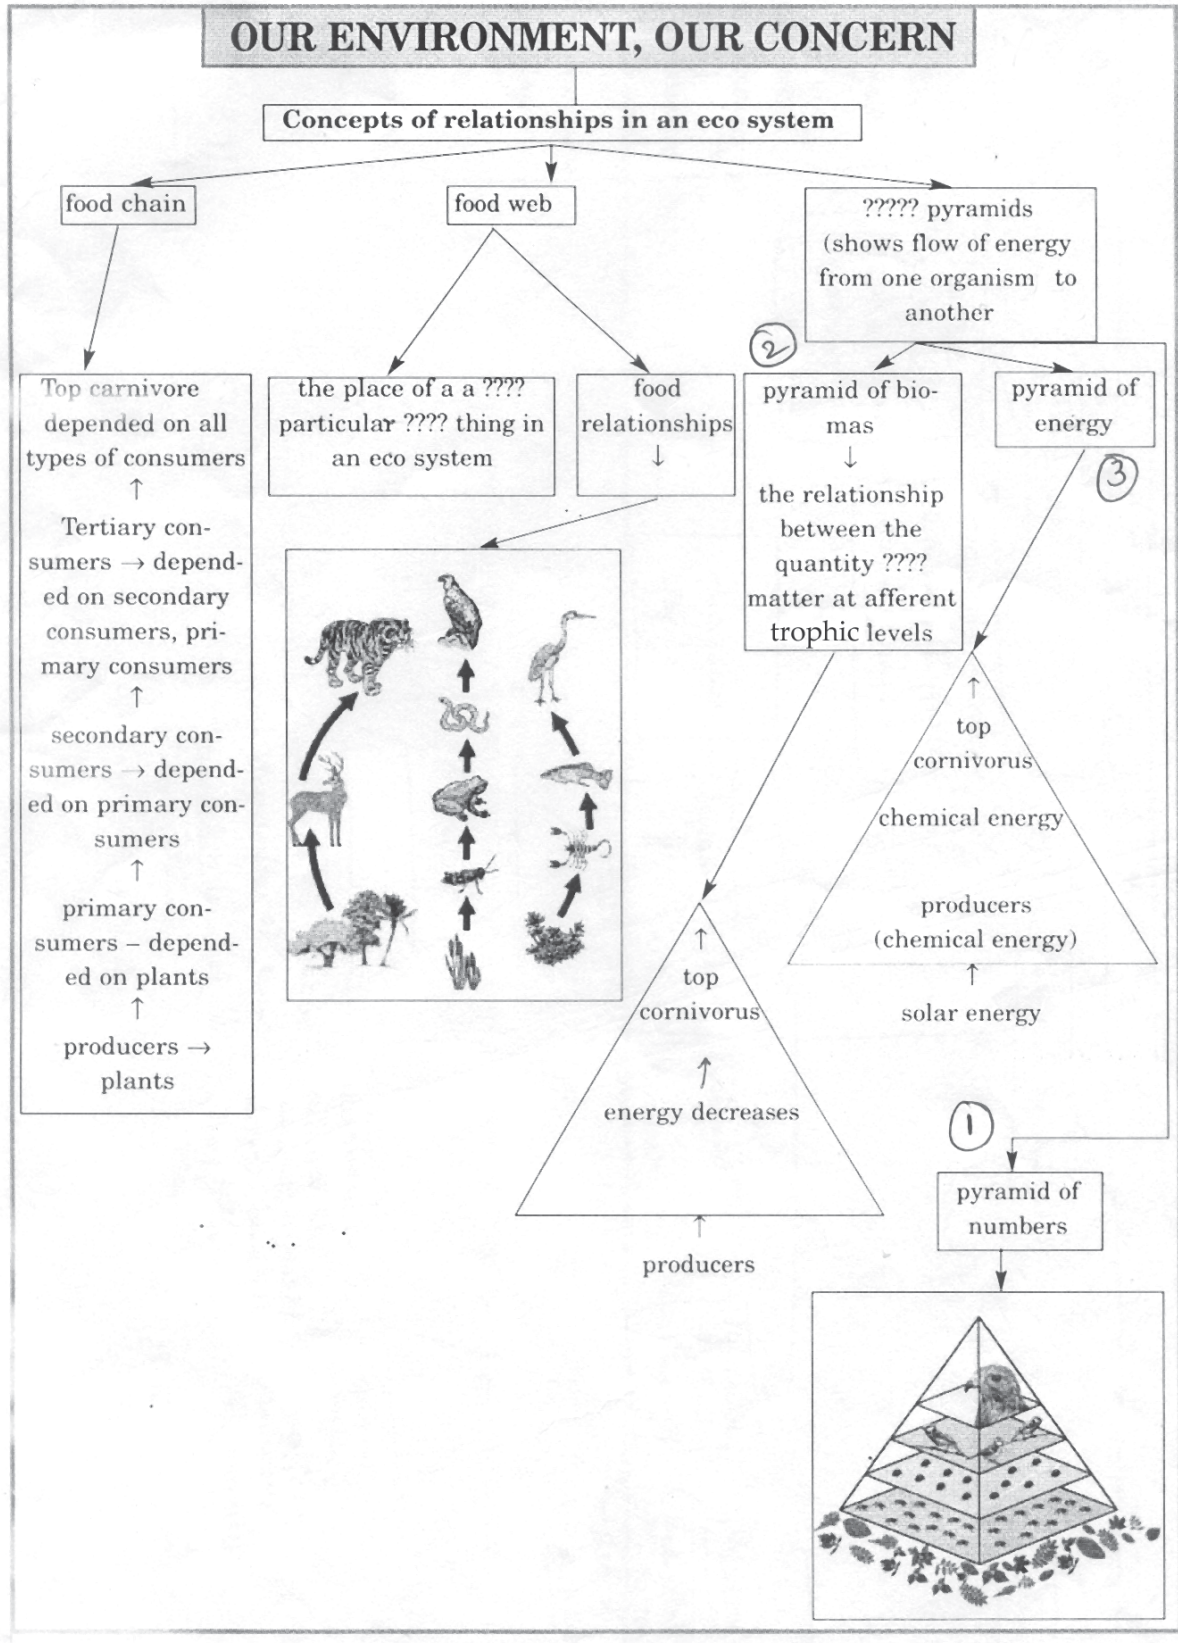 OUR ENVIRONMENT, OUR CONCERN
Concepts of relationships in an eco system
food chain
food web
????? pyramids
(shows flow of energy
from one organism to
another
Top carnivore
depended on all
types of consumers
↑
Tertiary con-
sumers → depend-
ed on secondary
consumers, pri-
mary consumers
↑
secondary con-
sumers → depend-
ed on primary con-
sumers
↑
primary con-
sumers – depend-
ed on plants
↑
producers →
plants
the place of a a ????
particular ???? thing in
an eco system
food
relationships
↓
2
pyramid of bio-
mas
↓
the relationship
between the
quantity ????
matter at afferent
trophic levels
pyramid of
energy
3
↑
top
cornivorus
chemical energy
producers
(chemical energy)
↑
solar energy
↑
top
cornivorus
↑
energy decreases
↑
producers
1
pyramid of
numbers